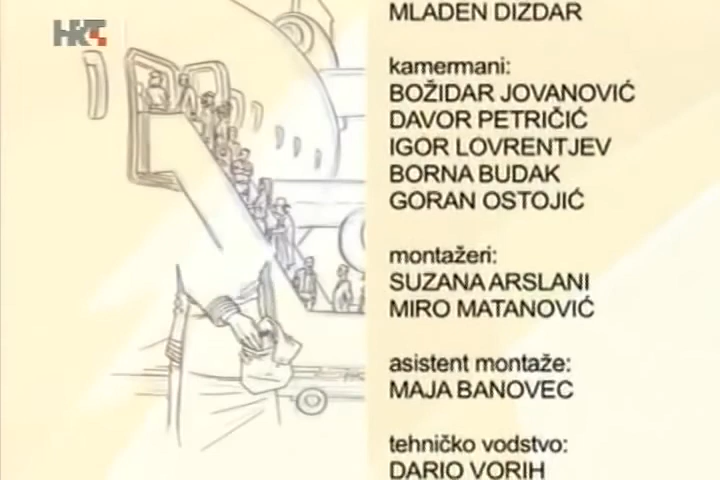 HRT
MLADEN DIZDAR
kamermani:
BOŽIDAR JOVANOVIĆ
DAVOR PETRIČIĆ
IGOR LOVRENTJEV
BORNA BUDAK
GORAN OSTOJIĆ
montažeri:
SUZANA ARSLANI
MIRO MATANOVIĆ
asistent montaže:
MAJA BANOVEC
tehničko vodstvo:
DARIO VORIH